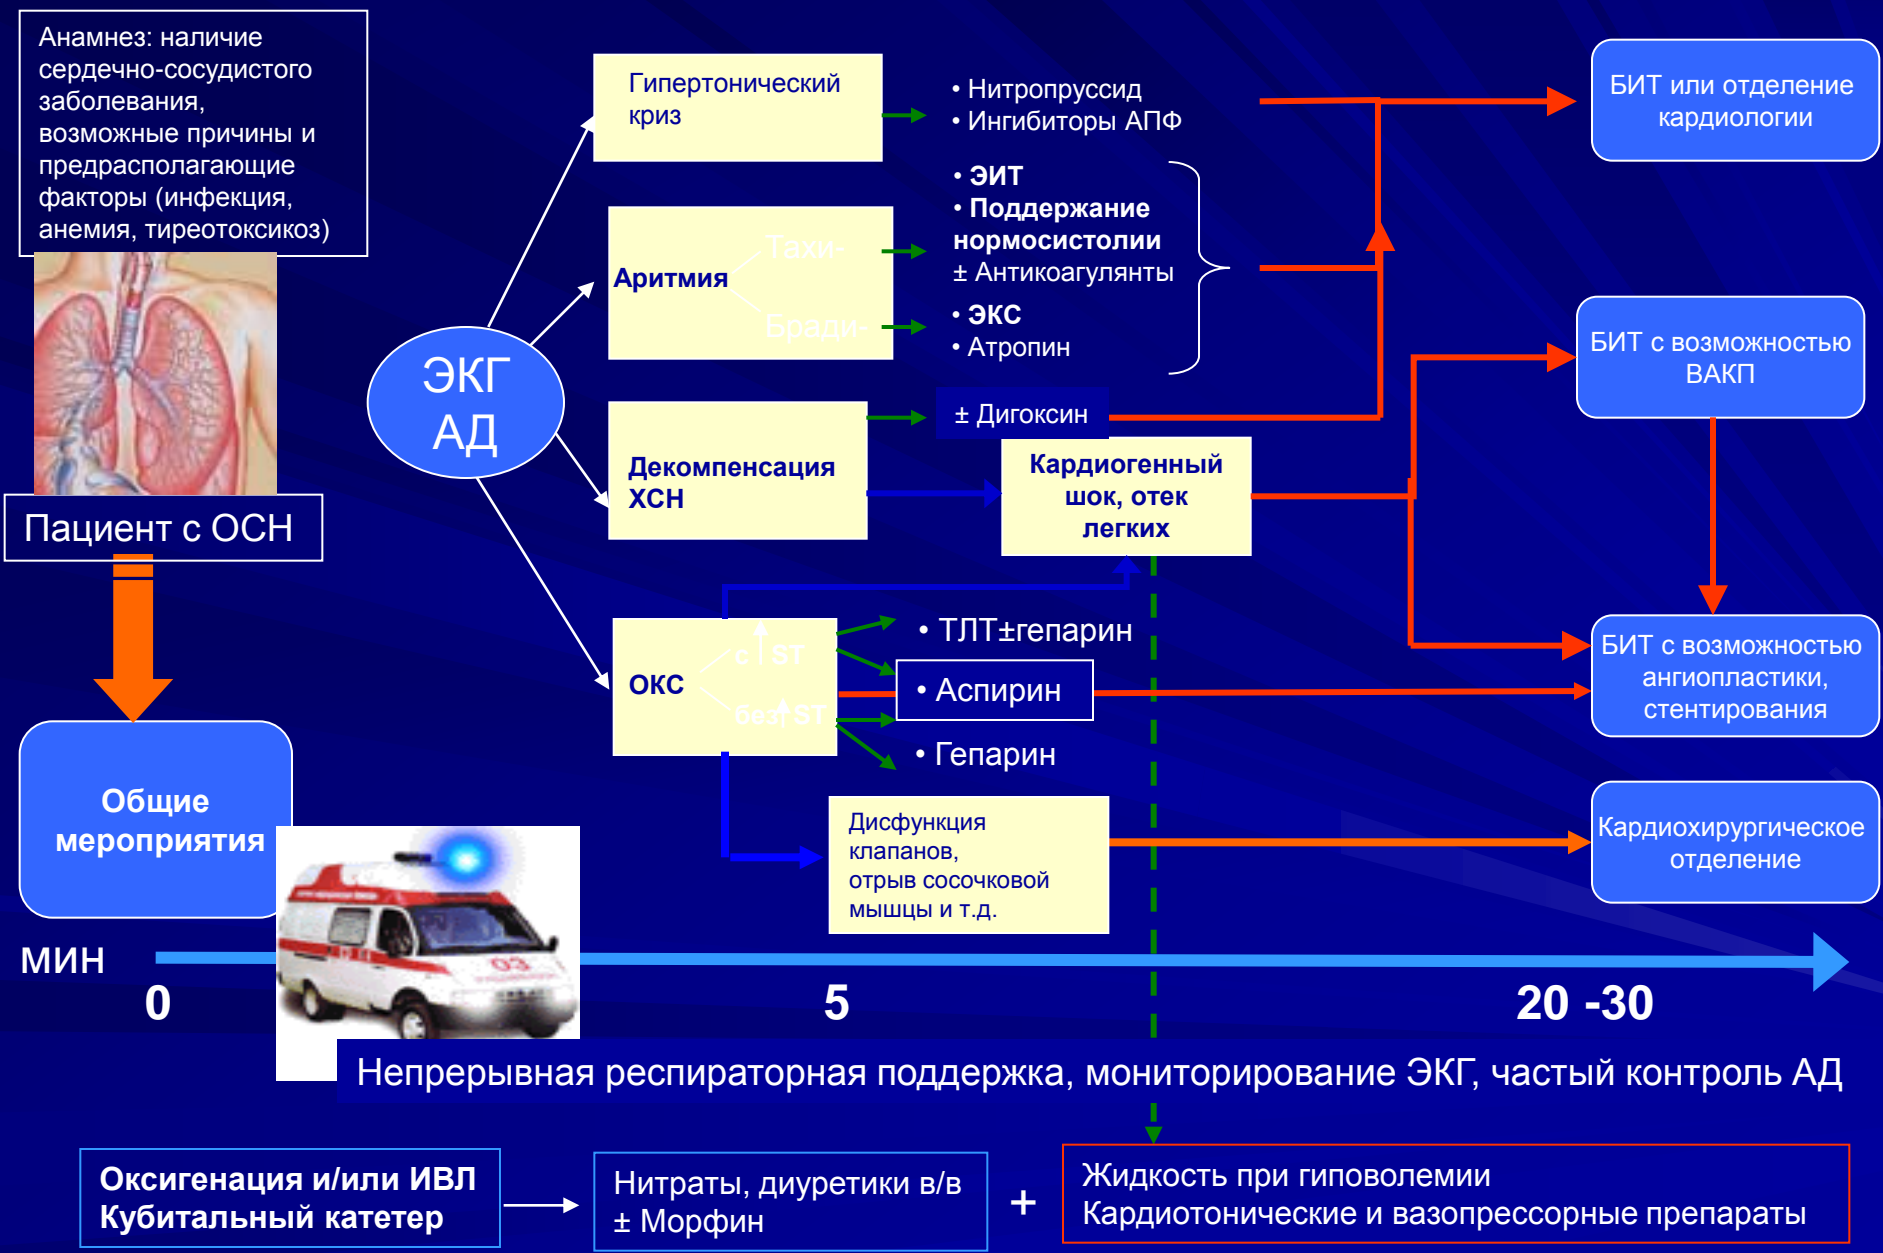 Анамнез: наличие
сердечно-сосудистого
заболевания,
возможные причины и
предрасполагающие
факторы (инфекция,
анемия, тиреотоксикоз)
Пациент с ОСН
Общие
мероприятия
ЭКГ
АД
Гипертонический
криз
• Нитропруссид
• Ингибиторы АПФ
Аритмия
Тахи-
Бради-
• ЭИТ
• Поддержание
нормосистолии
± Антикоагулянты
• ЭКС
• Атропин
Декомпенсация
ХСН
± Дигоксин
Кардиогенный
шок, отек
легких
ОКС
с ST
без ST
• ТЛТ±гепарин
• Аспирин
• Гепарин
Дисфункция
клапанов,
отрыв сосочковой
мышцы и т.д.
БИТ или отделение
кардиологии
БИТ с возможностью
ВАКП
БИТ с возможностью
ангиопластики,
стентирования
Кардиохирургическое
отделение
мин
0
5
20 -30
03
Непрерывная респираторная поддержка, мониторирование ЭКГ, частый контроль АД
Оксигенация и/или ИВЛ
Кубитальный катетер
Нитраты, диуретики в/в
± Морфин
+
Жидкость при гиповолемии
Кардиотонические и вазопрессорные препараты